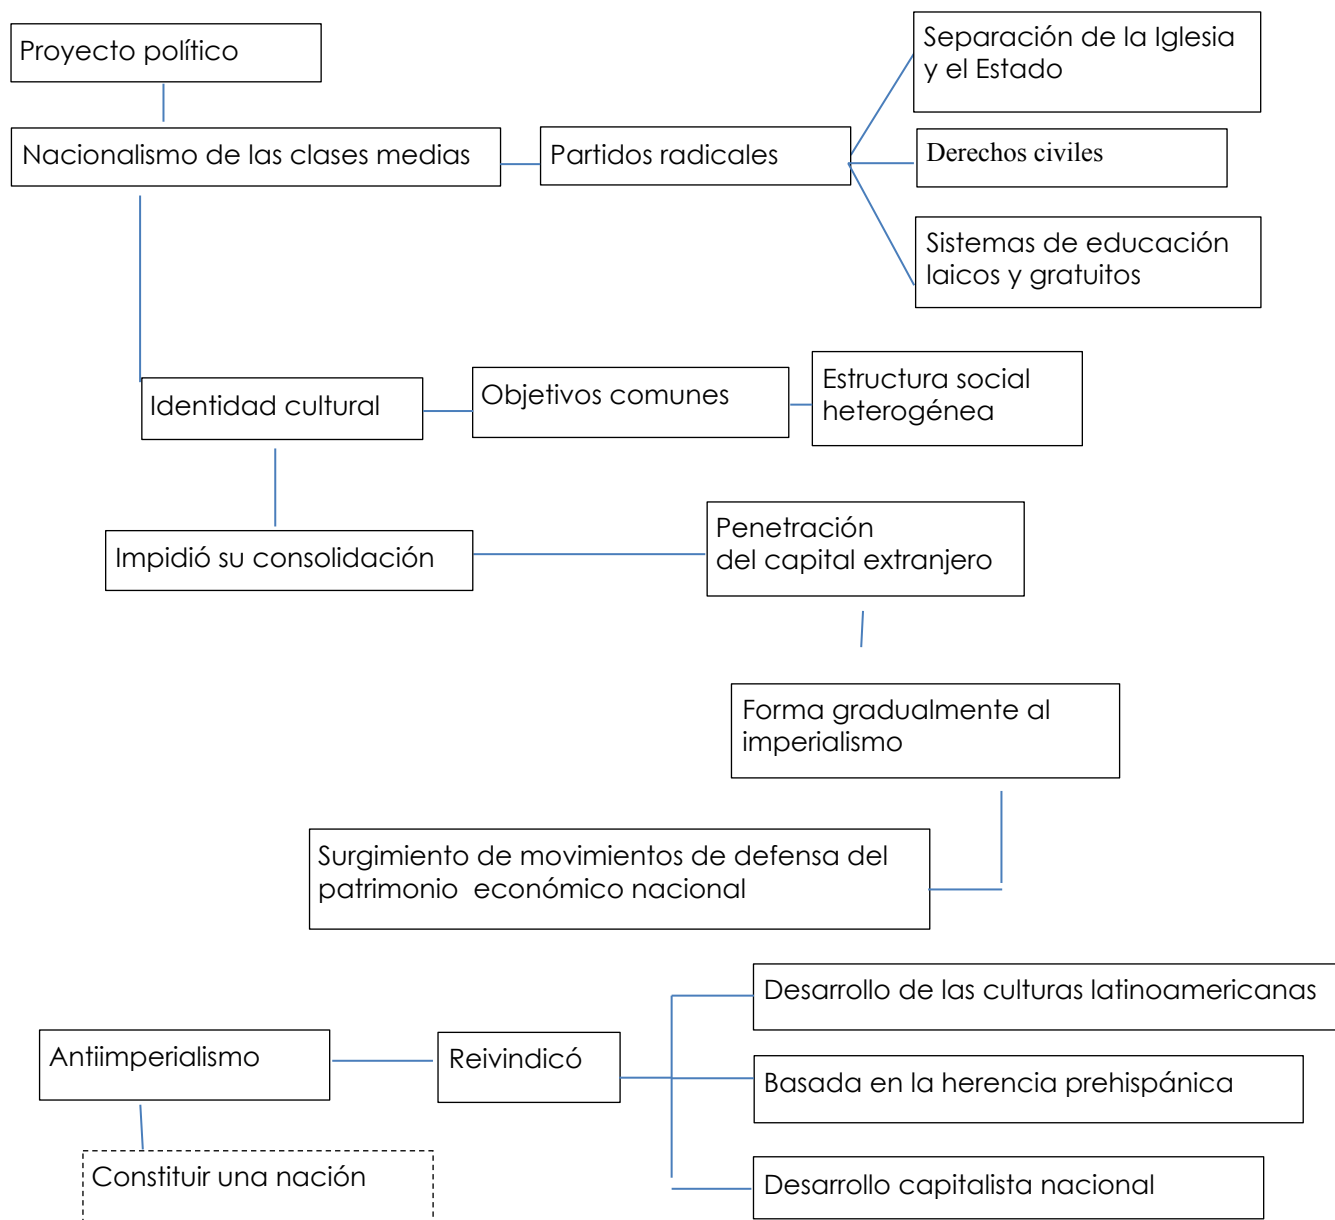 Proyecto político
Separación de la Iglesia
y el Estado
Nacionalismo de las clases medias
Partidos radicales
Derechos civiles
Sistemas de educación
laicos y gratuitos
Identidad cultural
Objetivos comunes
Estructura social
heterogénea
Impidió su consolidación
Penetración
del capital extranjero
Forma gradualmente al
imperialismo
Surgimiento de movimientos de defensa del
patrimonio económico nacional
Antiimperialismo
Reivindicó
Desarrollo de las culturas latinoamericanas
Basada en la herencia prehispánica
Desarrollo capitalista nacional
Constituir una nación